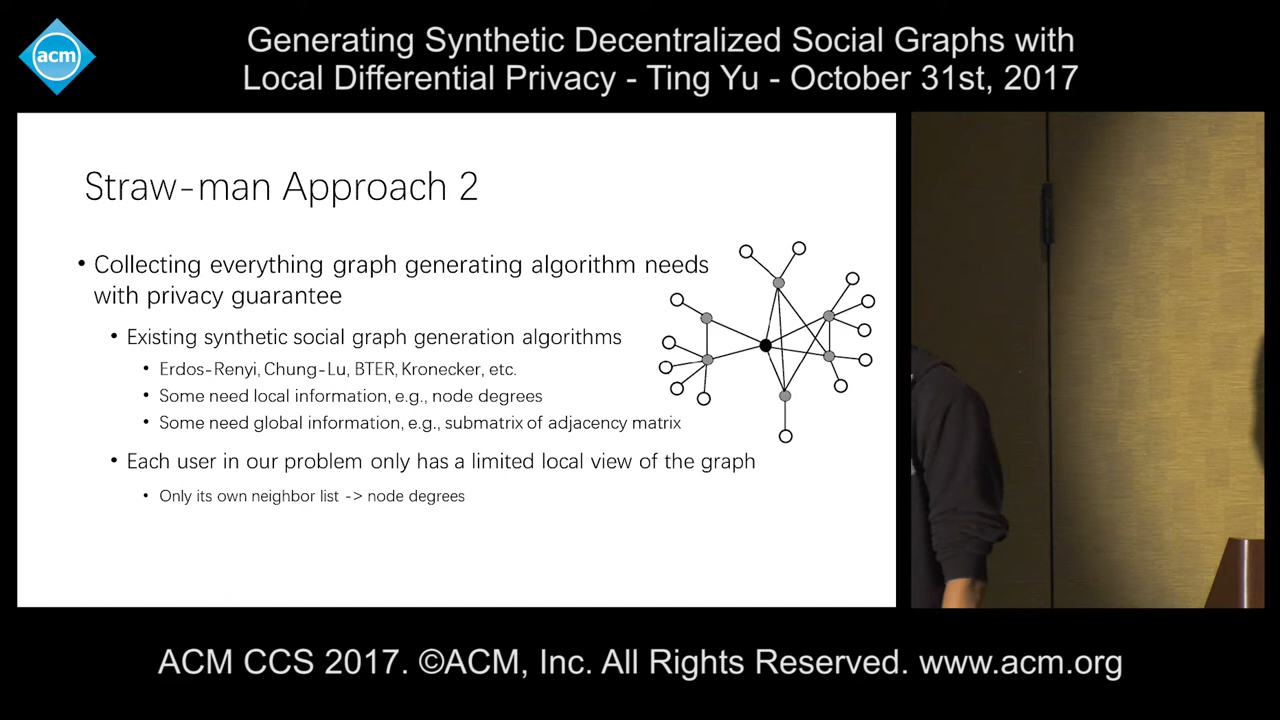 acm
Generating Synthetic Decentralized Social Graphs with
Local Differential Privacy - Ting Yu - October 31st, 2017
Straw-man Approach 2
• Collecting everything graph generating algorithm needs
with privacy guarantee
• Existing synthetic social graph generation algorithms
• Erdos-Renyi, Chung-Lu, BTER, Kronecker, etc.
• Some need local information, e.g., node degrees
• Some need global information, e.g., submatrix of adjacency matrix
• Each user in our problem only has a limited local view of the graph
• Only its own neighbor list -> node degrees
ACM CCS 2017. ©ACM, Inc. All Rights Reserved. www.acm.org